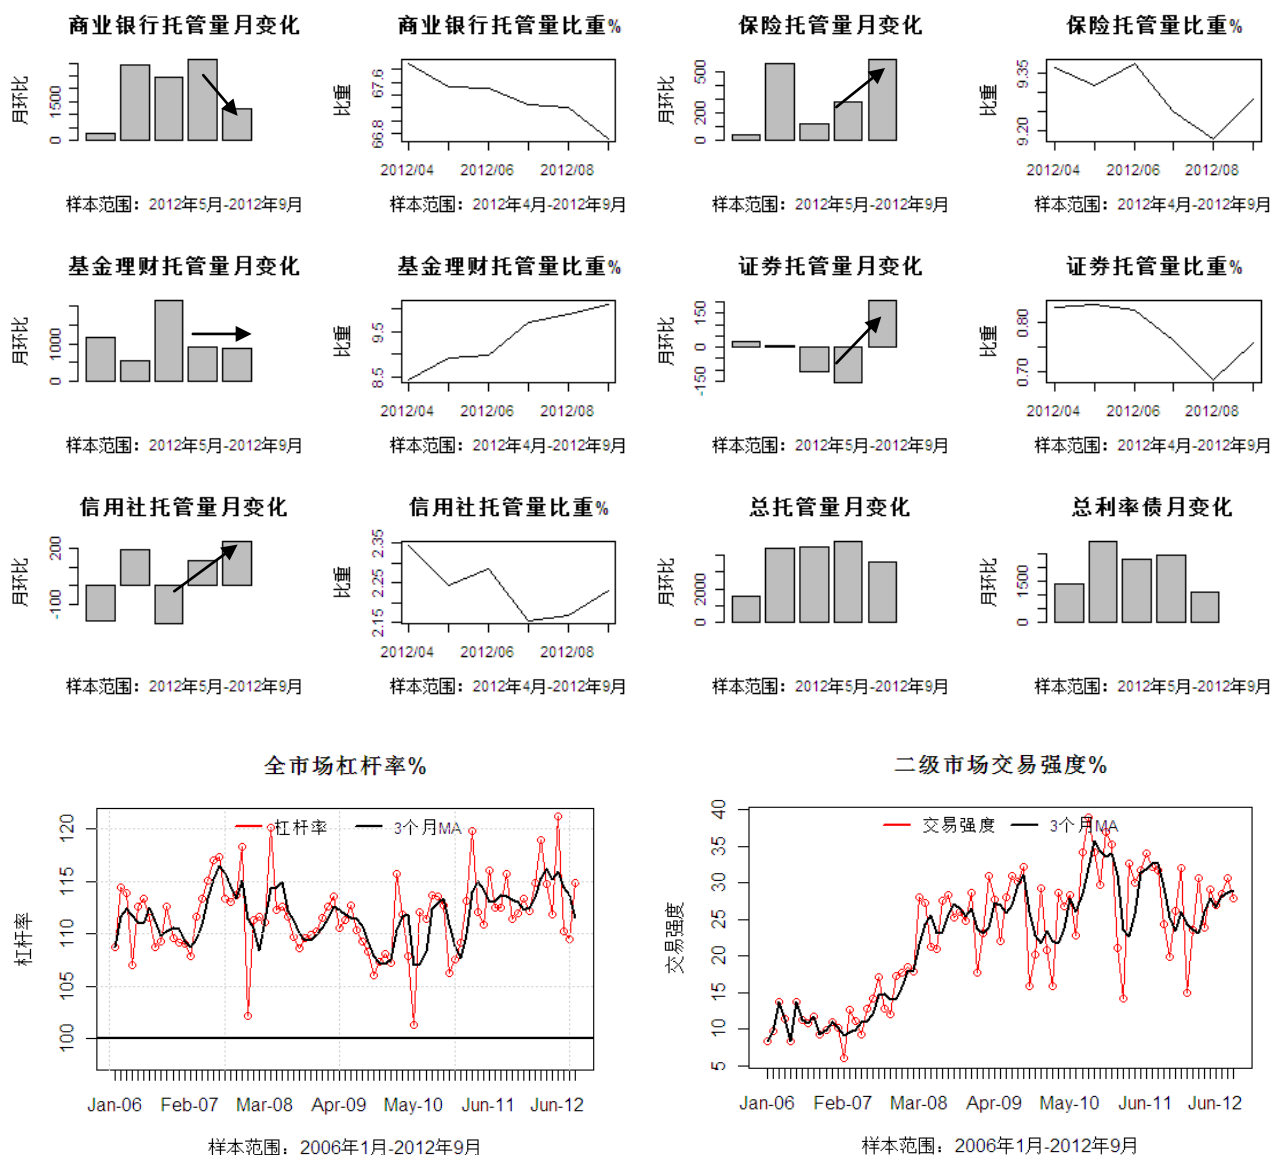 商业银行托管量月变化
商业银行托管量比重%
保险托管量月变化
保险托管量比重%
月环比
0
1500
比重
66.8
67.6
2012/04
2012/06
2012/08
月环比
0
200
500
比重
9.20
9.35
2012/04
2012/06
2012/08
样本范围：2012年5月-2012年9月
样本范围：2012年4月-2012年9月
样本范围：2012年5月-2012年9月
样本范围：2012年4月-2012年9月
基金理财托管量月变化
基金理财托管量比重%
证券托管量月变化
证券托管量比重%
月环比
0
1000
比重
8.5
9.5
2012/04
2012/06
2012/08
月环比
-150
0
150
比重
0.70
0.80
2012/04
2012/06
2012/08
样本范围：2012年5月-2012年9月
样本范围：2012年4月-2012年9月
样本范围：2012年5月-2012年9月
样本范围：2012年4月-2012年9月
信用社托管量月变化
信用社托管量比重%
总托管量月变化
总利率债月变化
月环比
-100
200
比重
2.15
2.25
2.35
2012/04
2012/06
2012/08
月环比
0
2000
月环比
0
1500
样本范围：2012年5月-2012年9月
样本范围：2012年4月-2012年9月
样本范围：2012年5月-2012年9月
样本范围：2012年5月-2012年9月
全市场杠杆率%
杠杆率
3个月MA
杠杆率
100
105
110
115
120
Jan-06
Feb-07
Mar-08
Apr-09
May-10
Jun-11
Jun-12
样本范围：2006年1月-2012年9月
二级市场交易强度%
交易强度
3个月MA
交易强度
5
10
15
20
25
30
35
40
Jan-06
Feb-07
Mar-08
Apr-09
May-10
Jun-11
Jun-12
样本范围：2006年1月-2012年9月